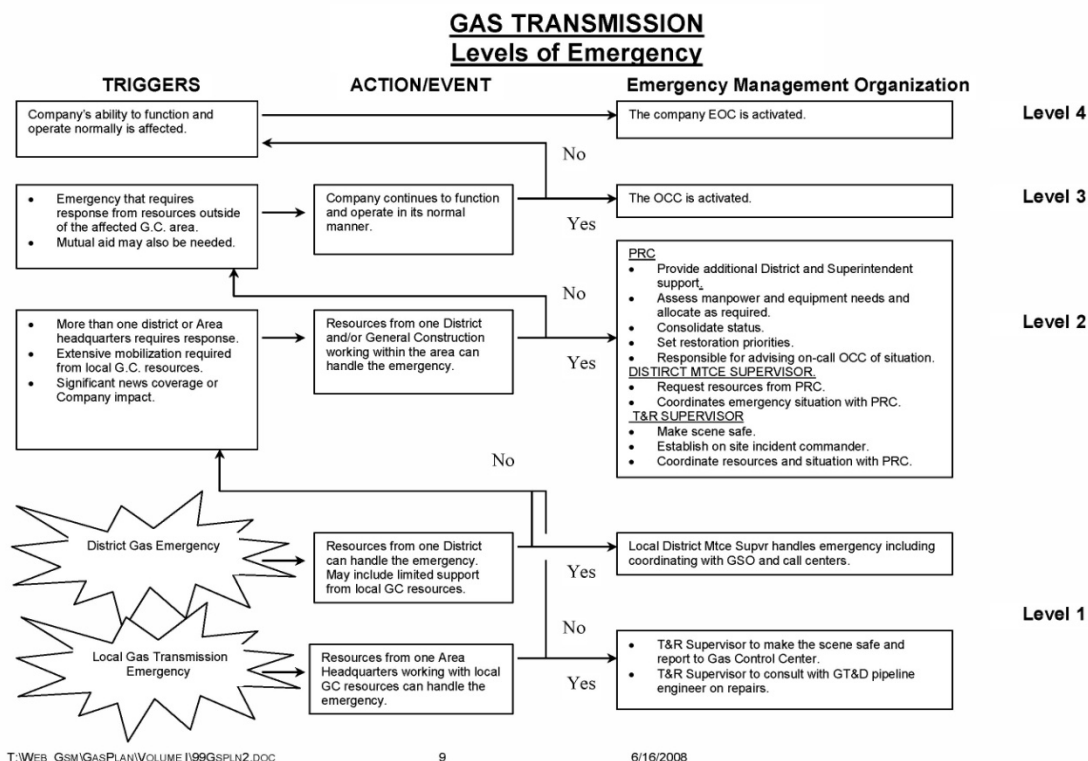 GAS TRANSMISSION
Levels of Emergency
TRIGGERS
ACTION/EVENT
Emergency Management Organization
Company's ability to function and
operate normally is affected.
The company EOC is activated.
Level 4
No
• Emergency that requires
response from resources outside
of the affected G.C. area.
• Mutual aid may also be needed.
Company continues to function
and operate in its normal
manner.
Yes
The OCC is activated.
Level 3
No
• More than one district or Area
headquarters requires response.
• Extensive mobilization required
from local G.C. resources.
• Significant news coverage or
Company impact.
Resources from one District
and/or General Construction
working within the area can
handle the emergency.
Yes
PRC
• Provide additional District and Superintendent
support.
• Assess manpower and equipment needs and
allocate as required.
• Consolidate status.
• Set restoration priorities.
• Responsible for advising on-call OCC of situation.
DISTIRCT MTCE SUPERVISOR.
• Request resources from PRC.
• Coordinates emergency situation with PRC.
T&R SUPERVISOR
• Make scene safe.
• Establish on site incident commander.
• Coordinate resources and situation with PRC.
Level 2
No
District Gas Emergency
Resources from one District
can handle the emergency.
May include limited support
from local GC resources.
Yes
Local District Mtce Supvr handles emergency including
coordinating with GSO and call centers.
Level 1
No
Local Gas Transmission
Emergency
Resources from one Area
Headquarters working with local
GC resources can handle the
emergency.
Yes
• T&R Supervisor to make the scene safe and
report to Gas Control Center.
• T&R Supervisor to consult with GT&D pipeline
engineer on repairs.
T:\WEB_GSM\GASPLAN\VOLUME I\99GSPLN2.DOC
9
6/16/2008